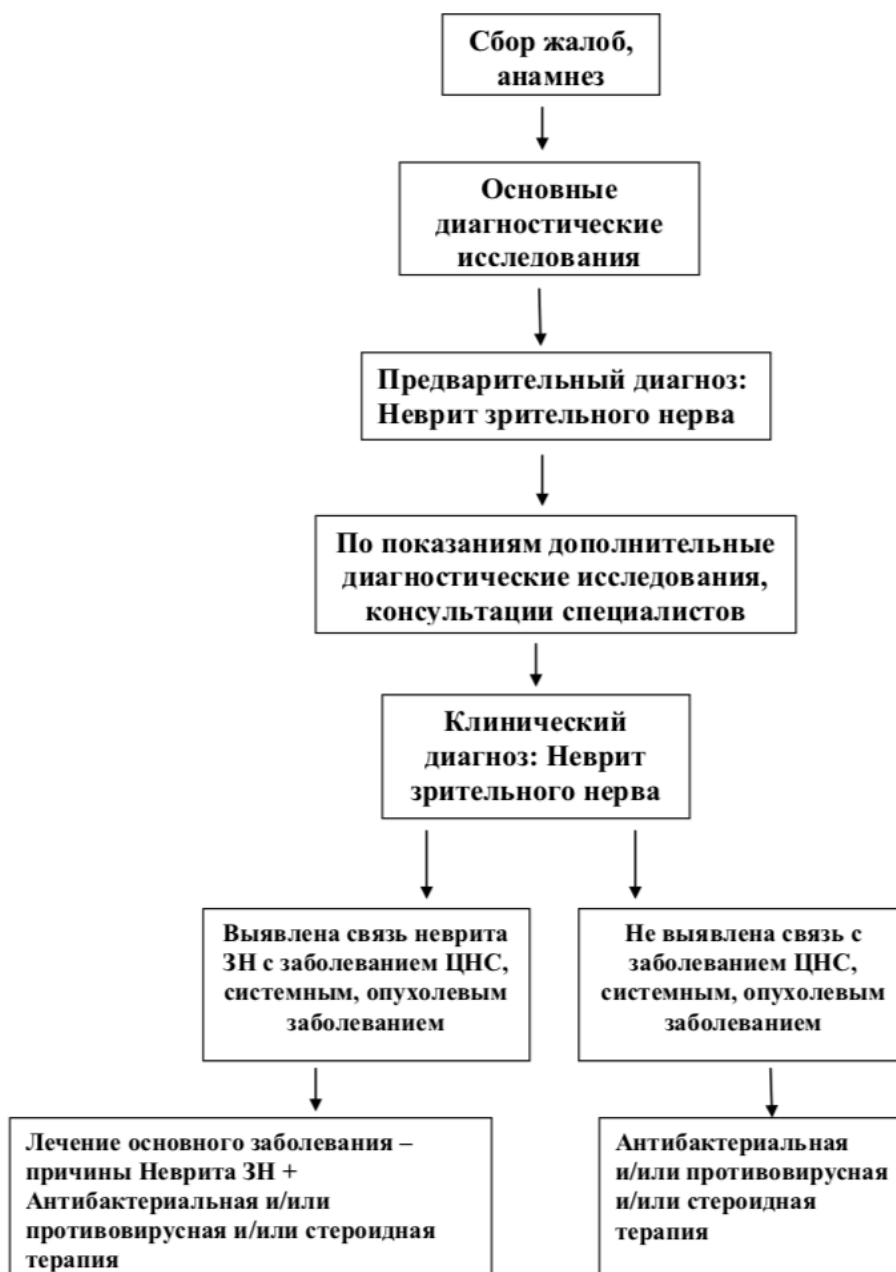 Сбор жалоб,
анамнез
Основные
диагностические
исследования
Предварительный диагноз:
Неврит зрительного нерва
По показаниям дополнительные
диагностические исследования,
консультации специалистов
Клинический
диагноз: Неврит
зрительного нерва
Выявлена связь неврита
ЗН с заболеванием ЦНС,
системным, опухолевым
заболеванием
Не выявлена связь с
заболеванием ЦНС,
системным, опухолевым
заболеванием
Лечение основного заболевания –
причины Неврита ЗН +
Антибактериальная и/или
противовирусная и/или стероидная
терапия
Антибактериальная
и/или противовирусная
и/или стероидная
терапия